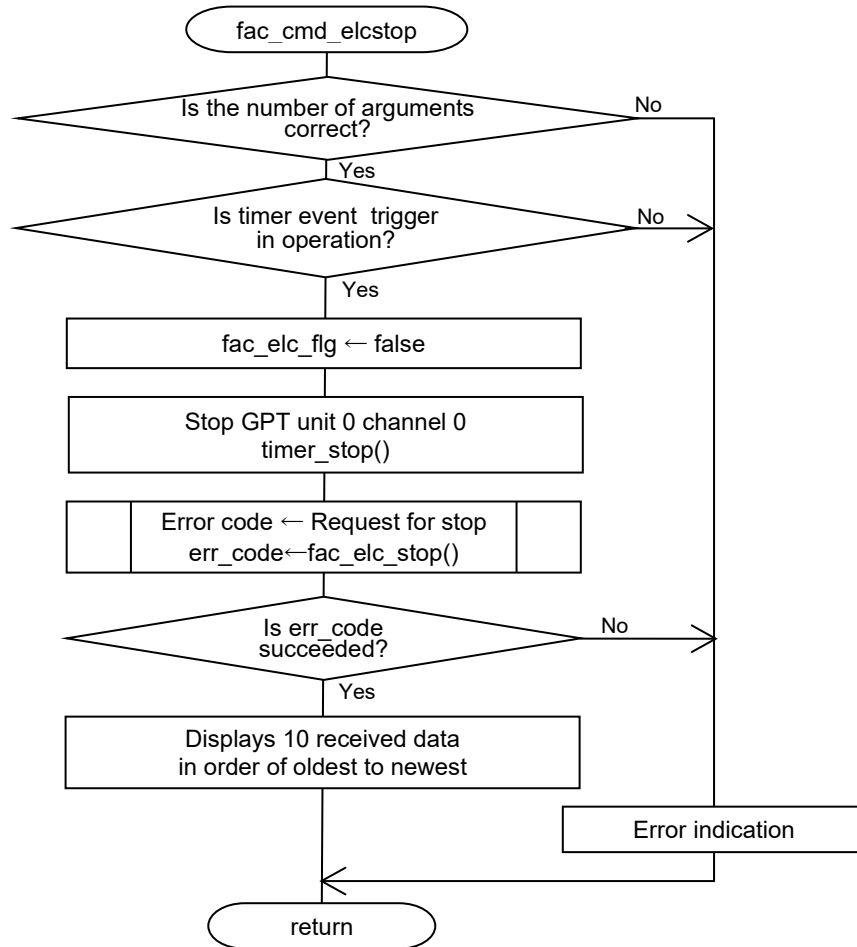 fac_cmd_elcstop
Is the number of arguments
correct?
No
Yes
Is timer event  trigger
in operation?
No
Yes
fac_elc_flg ← false
Stop GPT unit 0 channel 0
timer_stop()
Error code ← Request for stop
err_code←fac_elc_stop()
Is err_code
succeeded?
No
Yes
Displays 10 received data
in order of oldest to newest
Error indication
return